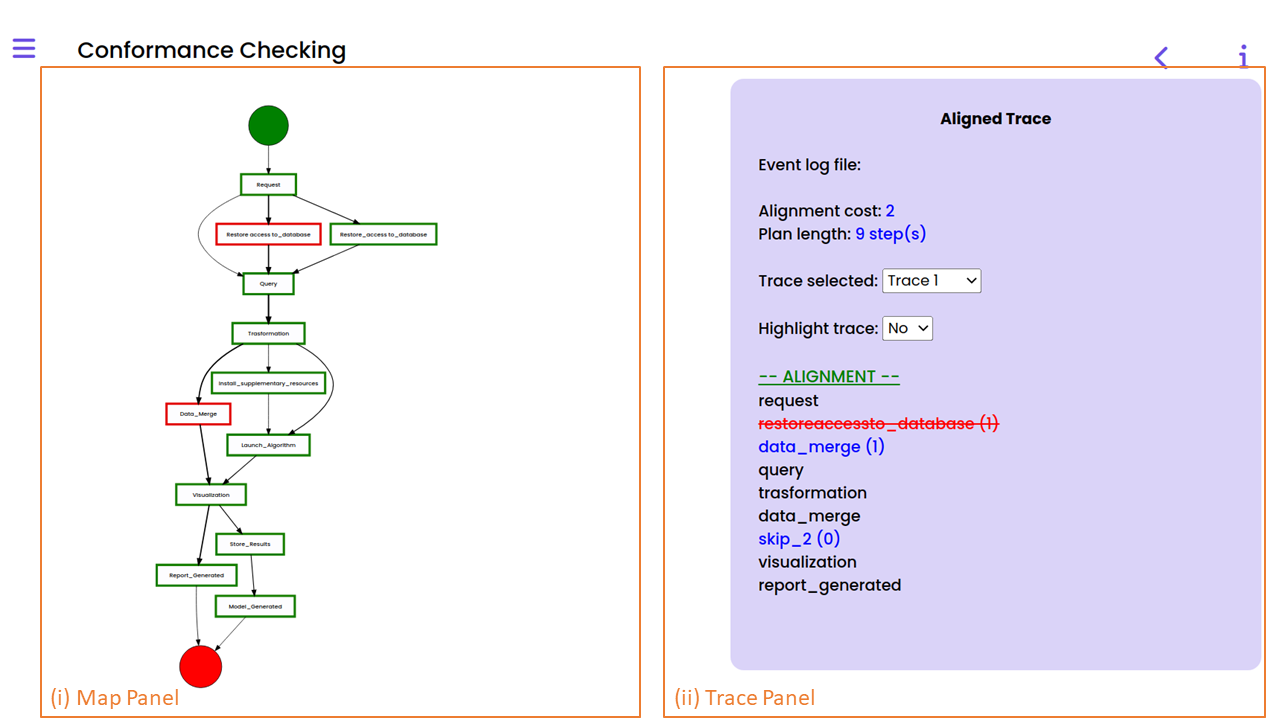 Conformance Checking
Request
Restore access to_database
Restore_access to_database
Query
Trasformation
Install_supplementary_resources
Data_Merge
Launch_Algorithm
Visualization
Store_Results
Report_Generated
Model_Generated
(i) Map Panel
Aligned Trace
Event log file:
Alignment cost: 2
Plan length: 9 step(s)
Trace selected: Trace 1
Highlight trace: No
-- ALIGNMENT --
request
restoreaccessto_database (1)
data_merge (1)
query
trasformation
data_merge
skip_2 (0)
visualization
report_generated
(ii) Trace Panel